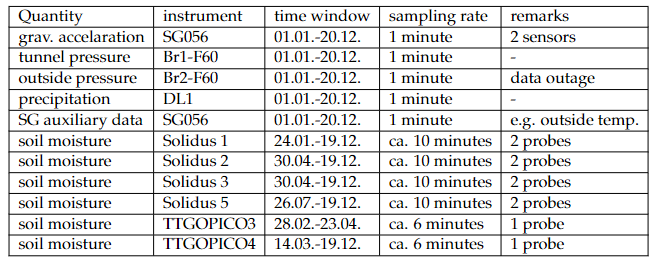 Quantity instrument time window sampling rate remarks
grav. accelaration SG056 01.01.-20.12. 1 minute 2 sensors
tunnel pressure Br1-F60 01.01.-20.12. 1 minute -
outside pressure Br2-F60 01.01.-20.12. 1 minute data outage
precipitation DL1 01.01.-20.12. 1 minute -
SG auxiliary data SG056 01.01.-20.12. 1 minute e.g. outside temp.
soil moisture Solidus 1 24.01.-19.12. ca. 10 minutes 2 probes
soil moisture Solidus 2 30.04.-19.12. ca. 10 minutes 2 probes
soil moisture Solidus 3 30.04.-19.12. ca. 10 minutes 2 probes
soil moisture Solidus 5 26.07.-19.12. ca. 10 minutes 2 probes
soil moisture TTGOPICO3 28.02.-23.04. ca. 6 minutes 1 probe
soil moisture TTGOPICO4 14.03.-19.12. ca. 6 minutes 1 probe